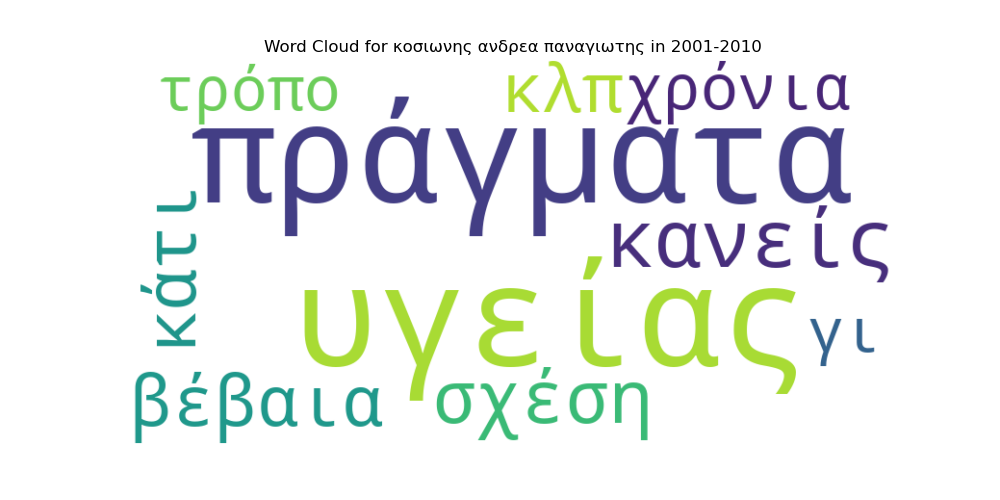 Word Cloud for κοσιωνης ανδρεα παναγιωτης in 2001-2010
τρόπο
κλπ
χρόνια
πράγματα
κάτι
κανείς
υγείας
γι
βέβαια
σχέση